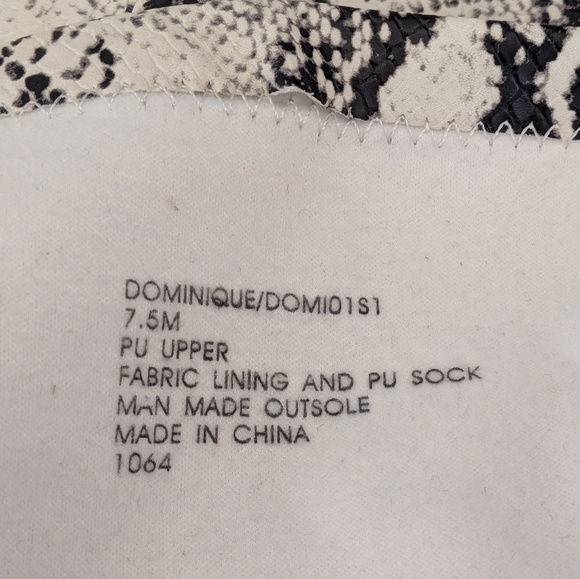 DOMINIQUE/DOMI01S1
7.5M
PU UPPER
FABRIC LINING AND PU SOCK
MAN MADE OUTSOLE
MADE IN CHINA
1064